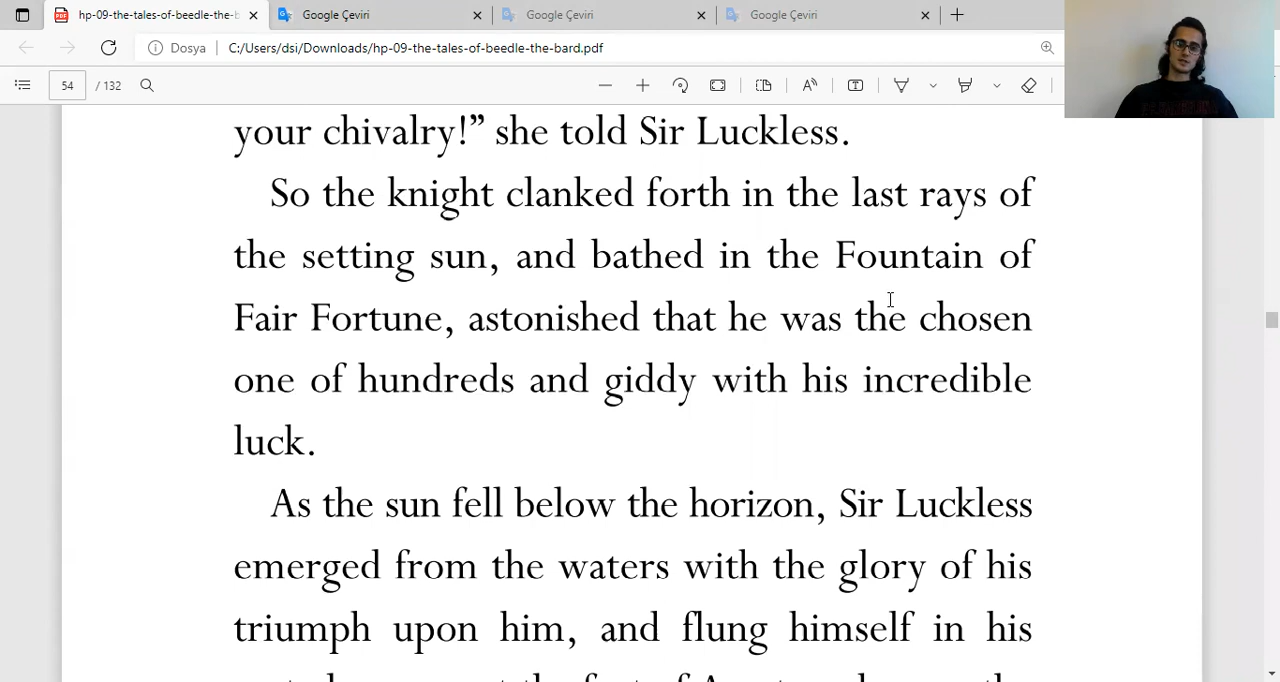 hp-09-the-tales-of-beedle-the-b
Google Çeviri
Google Çeviri
Google Çeviri
Dosya
C:/Users/dsi/Downloads/hp-09-the-tales-of-beedle-the-bard.pdf
54 / 132
your chivalry!” she told Sir Luckless.
So the knight clanked forth in the last rays of
the setting sun, and bathed in the Fountain of
Fair Fortune, astonished that he was the chosen
one of hundreds and giddy with his incredible
luck.
As the sun fell below the horizon, Sir Luckless
emerged from the waters with the glory of his
triumph upon him, and flung himself in his